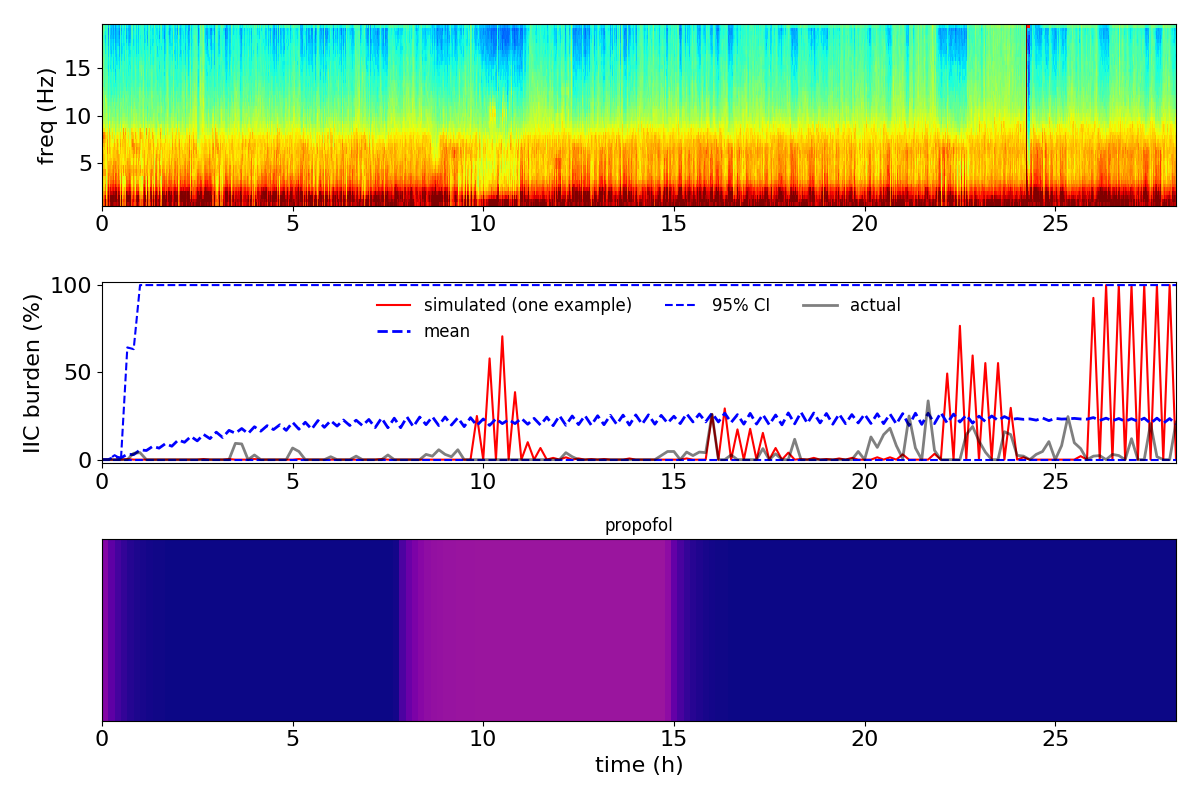 freq (Hz)
15
10
5
0 5 10 15 20 25
IIC burden (%)
100
50
0
simulated (one example) 95% CI actual
mean
0 5 10 15 20 25
propofol
0 5 10 15 20 25
time (h)